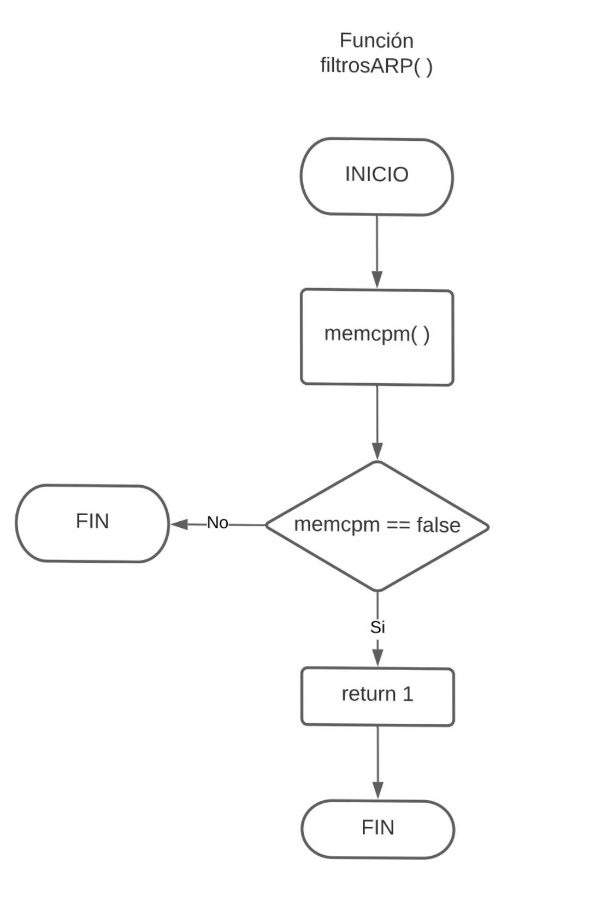 Función
filtrosARP( )
INICIO
memcpm( )
memcpm == false
No
FIN
Si
return 1
FIN